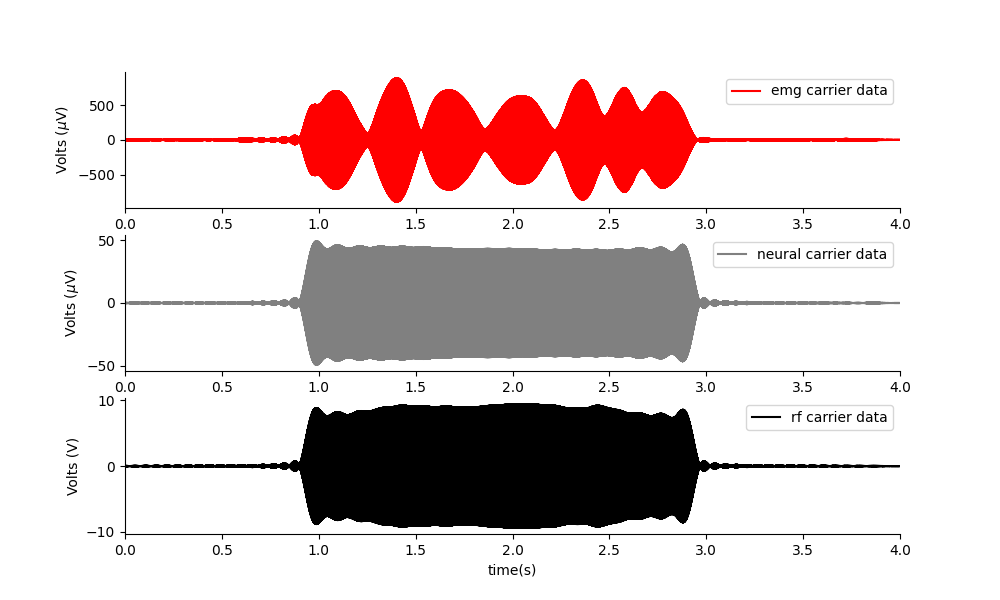 emg carrier data
Volts (μV)
500
0
−500
0.0 0.5 1.0 1.5 2.0 2.5 3.0 3.5 4.0
neural carrier data
Volts (μV)
50
0
−50
0.0 0.5 1.0 1.5 2.0 2.5 3.0 3.5 4.0
rf carrier data
Volts (V)
10
0
−10
0.0 0.5 1.0 1.5 2.0 2.5 3.0 3.5 4.0
time(s)